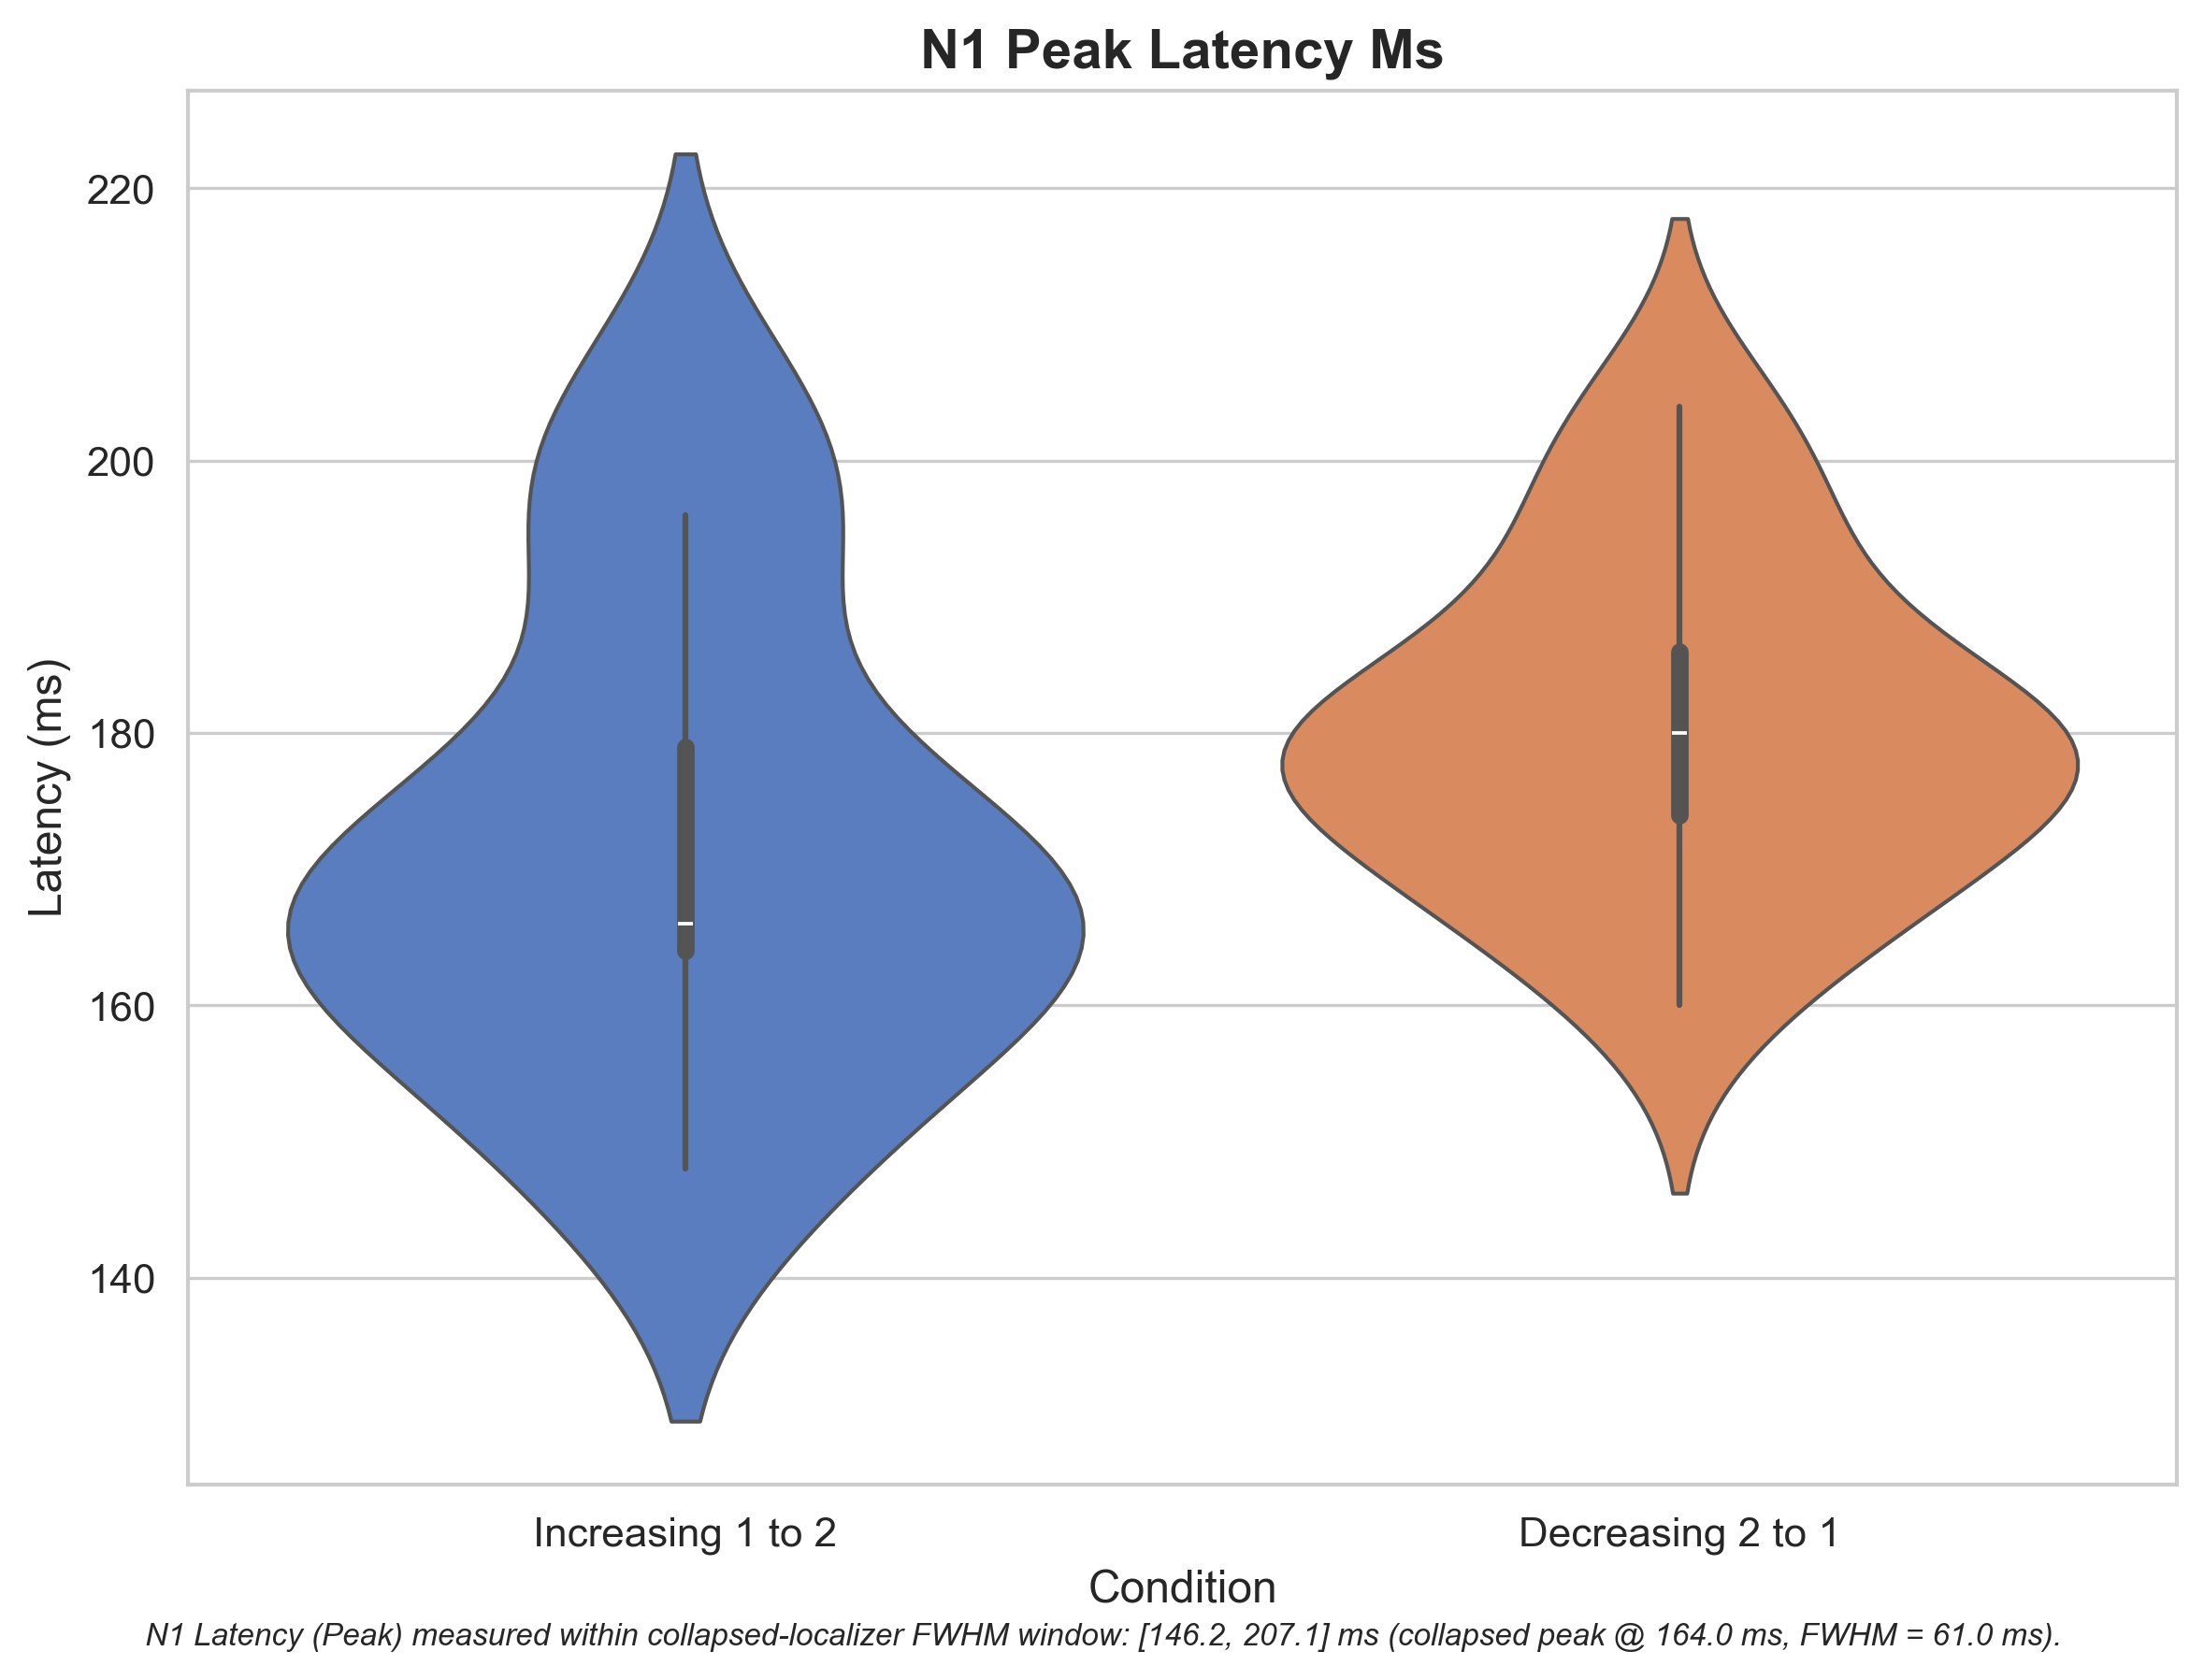 N1 Peak Latency Ms
220
200
180
160
140
Latency (ms)
Increasing 1 to 2
Decreasing 2 to 1
Condition
N1 Latency (Peak) measured within collapsed-localizer FWHM window: [146.2, 207.1] ms (collapsed peak @ 164.0 ms, FWHM = 61.0 ms).